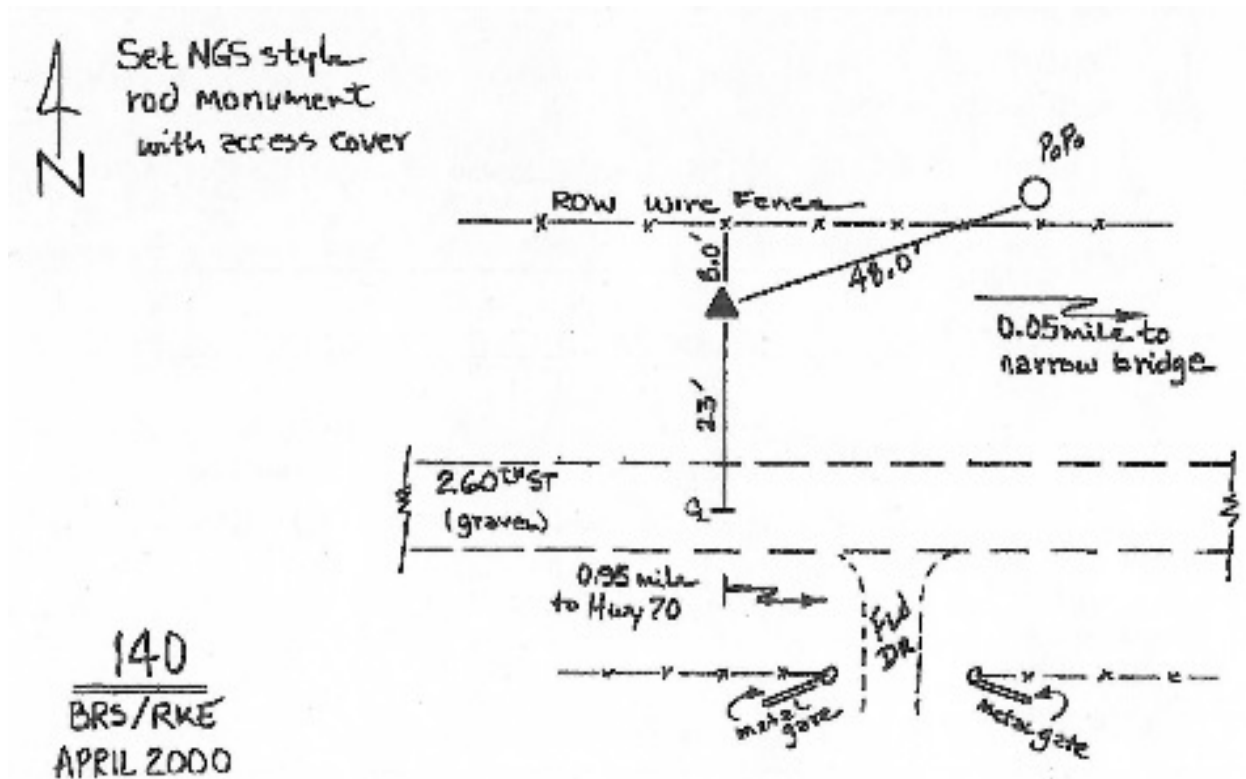 Set NGS style
rod monument
with access cover
N
PoPo
ROW Wire Fence
8.0'
48.0'
0.05 mile to
narrow bridge
23'
260TH ST
(gravel)
CL
0.95 mile
to Hwy 70
FLD
DR
metal
gate
metal gate
140
BRS/RKE
APRIL 2000